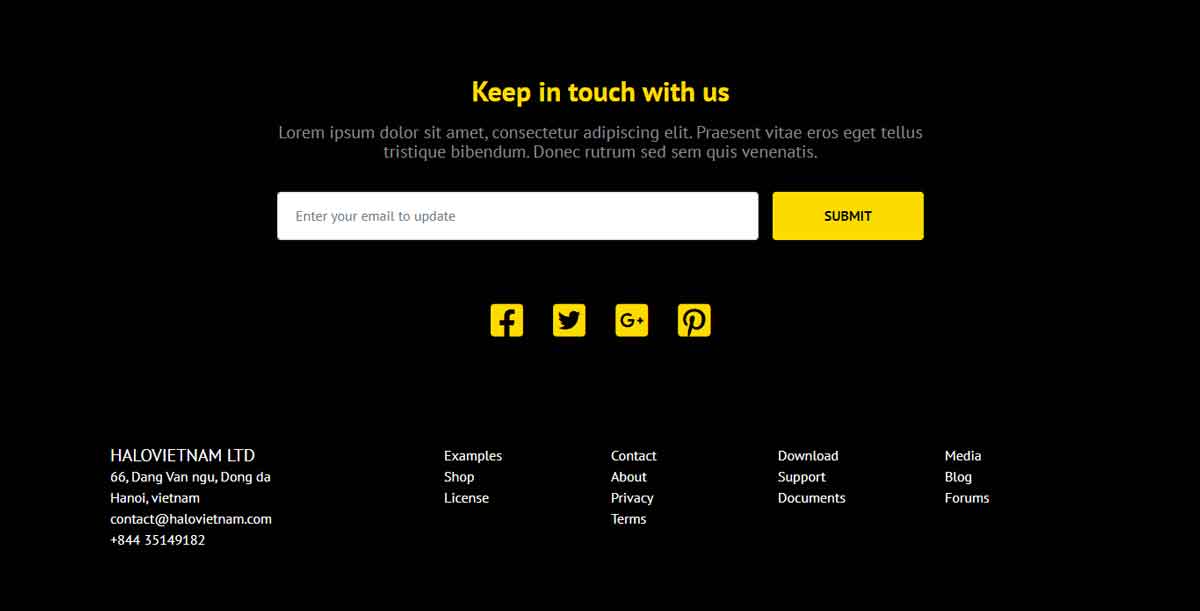 Keep in touch with us
Lorem ipsum dolor sit amet, consectetur adipiscing elit. Praesent vitae eros eget tellus
tristique bibendum. Donec rutrum sed sem quis venenatis.
Enter your email to update
SUBMIT
HALOVIETNAM LTD
66, Dang Van ngu, Dong da
Hanoi, vietnam
contact@halovietnam.com
+844 35149182
Examples
Shop
License
Contact
About
Privacy
Terms
Download
Support
Documents
Media
Blog
Forums